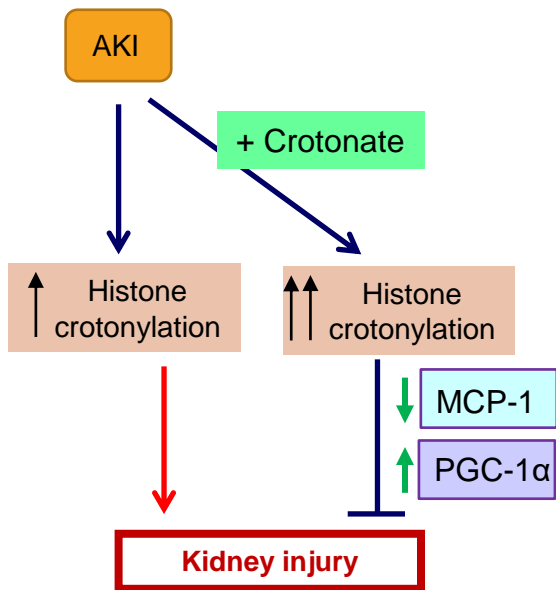 AKI
+ Crotonate
Histone
crotonylation
Histone
crotonylation
MCP-1
PGC-1α
Kidney injury